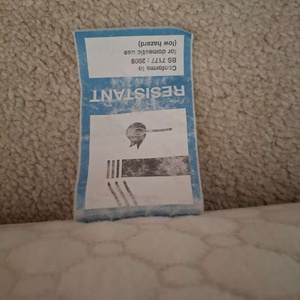 RESISTANT
Conforms to
BS 7177 : 2008
for domestic use
(low hazard)